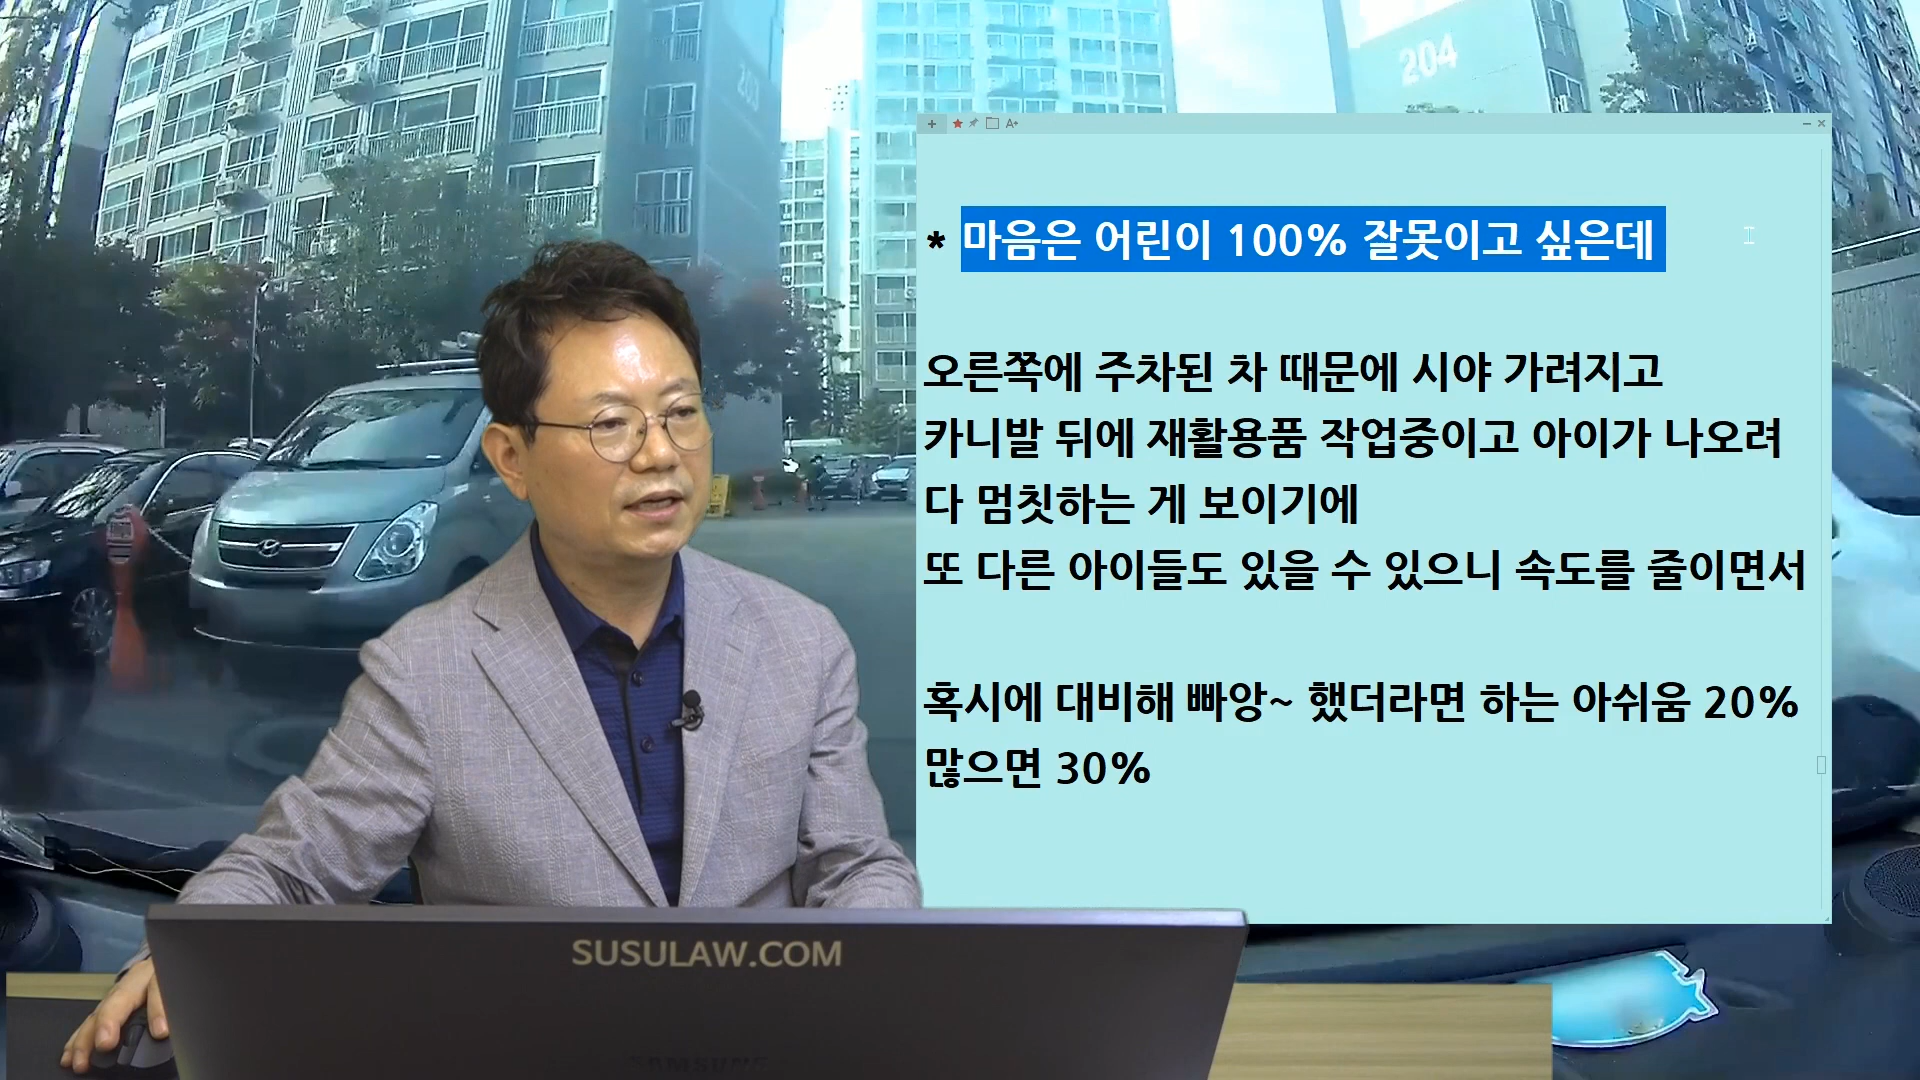 204
203
* 마음은 어린이 100% 잘못이고 싶은데
오른쪽에 주차된 차 때문에 시야 가려지고
카니발 뒤에 재활용품 작업중이고 아이가 나오려
다 멈칫하는 게 보이기에
또 다른 아이들도 있을 수 있으니 속도를 줄이면서
혹시에 대비해 빠앙~ 했더라면 하는 아쉬움 20%
많으면 30%
SUSULAW.COM
SAMSUNG